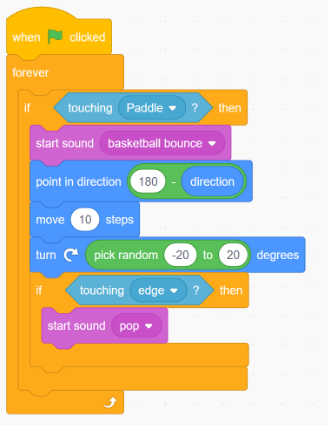 when clicked
forever
if touching Paddle ? then
start sound basketball bounce
point in direction 180 - direction
move 10 steps
turn pick random -20 to 20 degrees
if touching edge ? then
start sound pop